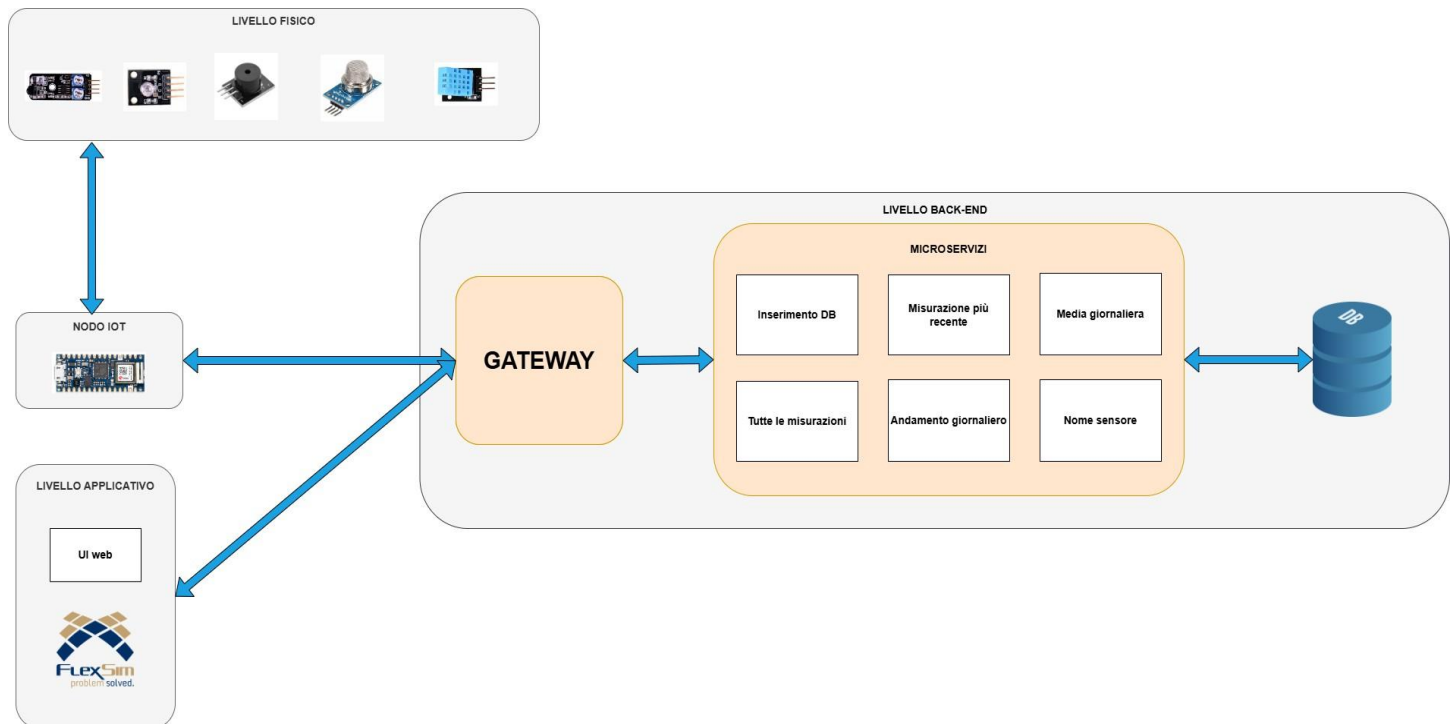 LIVELLO FISICO
LIVELLO BACK-END
MICROSERVIZI
Inserimento DB
Misurazione più
recente
Media giornaliera
DB
GATEWAY
NODO IOT
Tutte le misurazioni
Andamento giornaliero
Nome sensore
LIVELLO APPLICATIVO
UI web
FLexSim
problem solved.